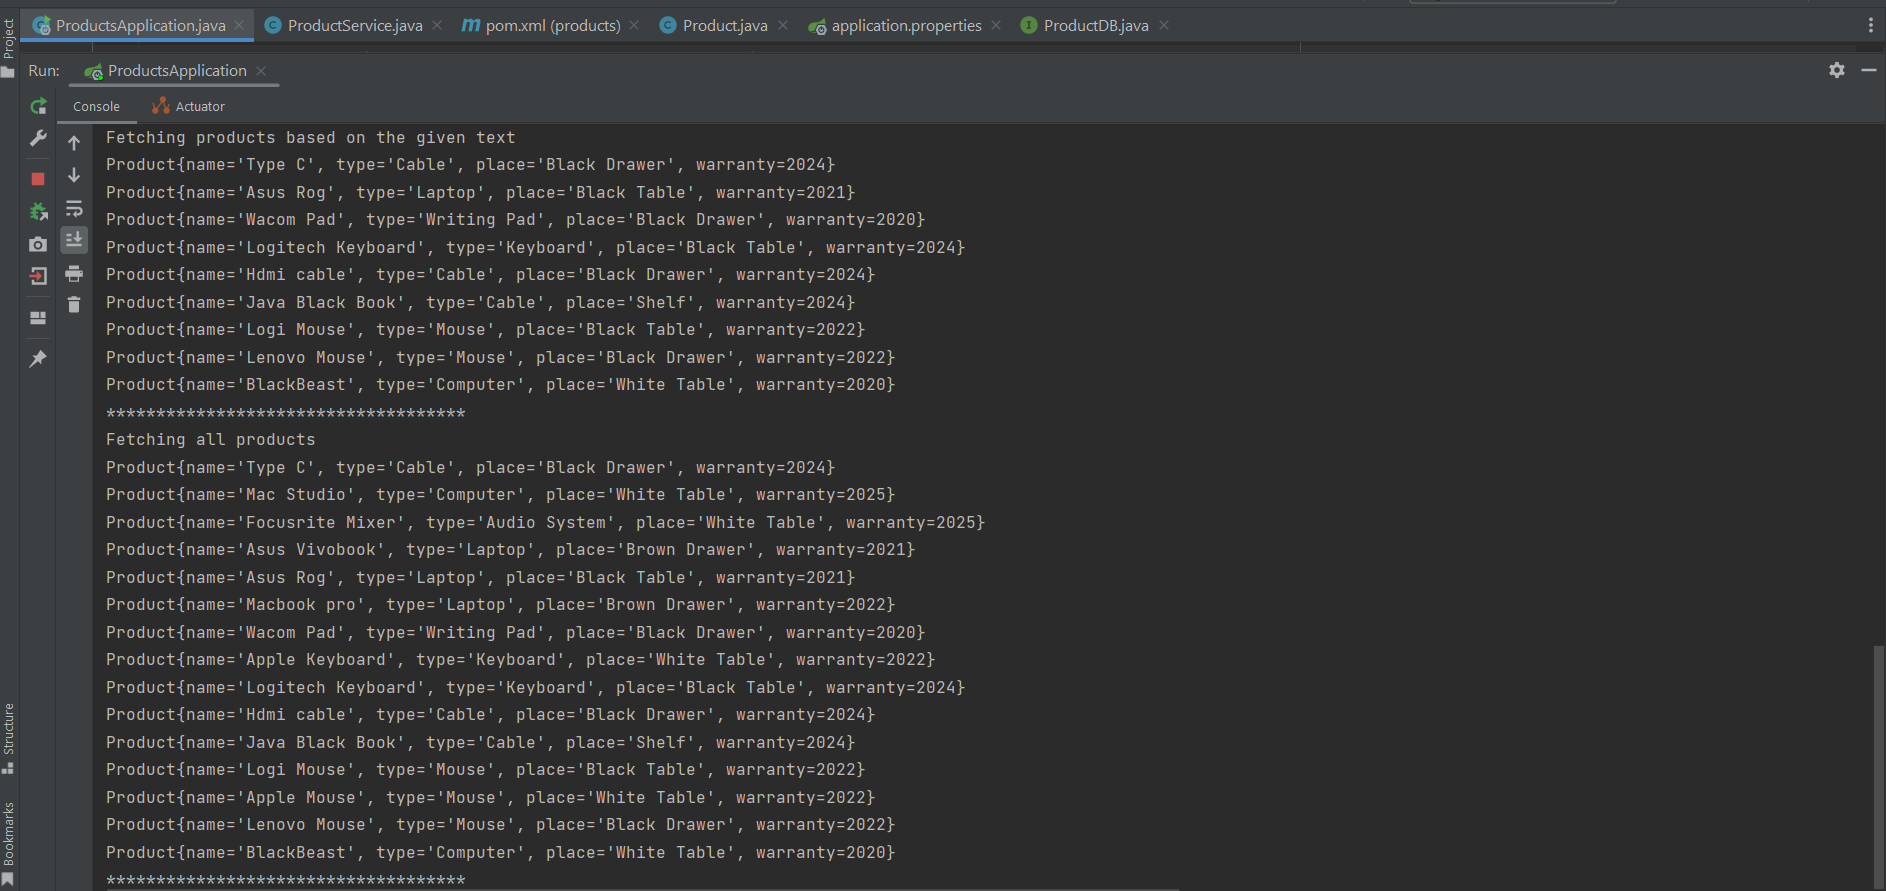 ProductsApplication.java ProductService.java pom.xml (products) Product.java application.properties ProductDB.java
Project
Run: ProductsApplication
Console Actuator
Fetching products based on the given text
Product{name='Type C', type='Cable', place='Black Drawer', warranty=2024}
Product{name='Asus Rog', type='Laptop', place='Black Table', warranty=2021}
Product{name='Wacom Pad', type='Writing Pad', place='Black Drawer', warranty=2020}
Product{name='Logitech Keyboard', type='Keyboard', place='Black Table', warranty=2024}
Product{name='Hdmi cable', type='Cable', place='Black Drawer', warranty=2024}
Product{name='Java Black Book', type='Cable', place='Shelf', warranty=2024}
Product{name='Logi Mouse', type='Mouse', place='Black Table', warranty=2022}
Product{name='Lenovo Mouse', type='Mouse', place='Black Drawer', warranty=2022}
Product{name='BlackBeast', type='Computer', place='White Table', warranty=2020}
************************************
Fetching all products
Product{name='Type C', type='Cable', place='Black Drawer', warranty=2024}
Product{name='Mac Studio', type='Computer', place='White Table', warranty=2025}
Product{name='Focusrite Mixer', type='Audio System', place='White Table', warranty=2025}
Product{name='Asus Vivobook', type='Laptop', place='Brown Drawer', warranty=2021}
Product{name='Asus Rog', type='Laptop', place='Black Table', warranty=2021}
Product{name='Macbook pro', type='Laptop', place='Brown Drawer', warranty=2022}
Product{name='Wacom Pad', type='Writing Pad', place='Black Drawer', warranty=2020}
Product{name='Apple Keyboard', type='Keyboard', place='White Table', warranty=2022}
Product{name='Logitech Keyboard', type='Keyboard', place='Black Table', warranty=2024}
Product{name='Hdmi cable', type='Cable', place='Black Drawer', warranty=2024}
Product{name='Java Black Book', type='Cable', place='Shelf', warranty=2024}
Product{name='Logi Mouse', type='Mouse', place='Black Table', warranty=2022}
Product{name='Apple Mouse', type='Mouse', place='White Table', warranty=2022}
Product{name='Lenovo Mouse', type='Mouse', place='Black Drawer', warranty=2022}
Product{name='BlackBeast', type='Computer', place='White Table', warranty=2020}
************************************
Structure
Bookmarks